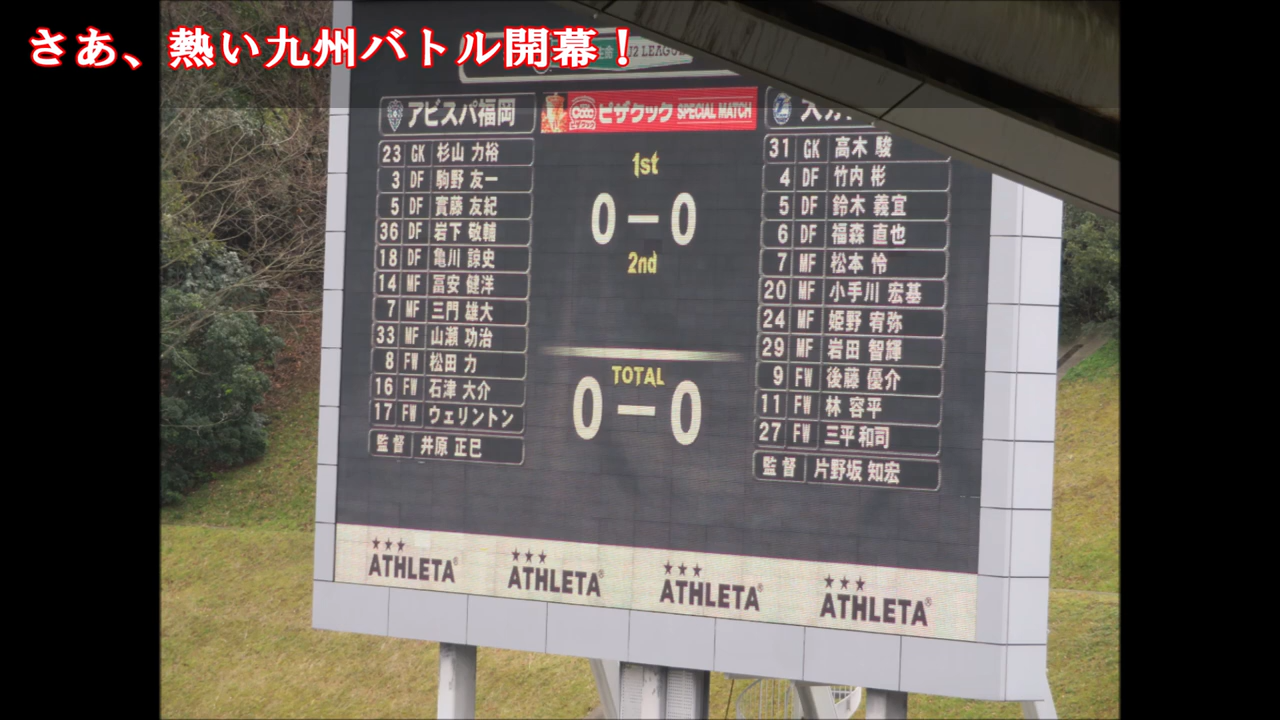 さあ、熱い九州バトル開幕！
J2 LEAGUE
アビスパ福岡
ピザクック SPECIAL MATCH
23 GK 杉山 力裕
3 DF 駒野 友一
5 DF 實藤 友紀
36 DF 岩下 敬輔
18 DF 亀川 諒史
14 MF 冨安 健洋
7 MF 三門 雄大
33 MF 山瀬 功治
8 FW 松田 力
16 FW 石津 大介
17 FW ウェリントン
監督 井原 正巳
1st
0 － 0
2nd
TOTAL
0 － 0
31 GK 高木 駿
4 DF 竹内 彬
5 DF 鈴木 義宜
6 DF 福森 直也
7 MF 松本 怜
20 MF 小手川 宏基
24 MF 姫野 宥弥
29 MF 岩田 智輝
9 FW 後藤 優介
11 FW 林 容平
27 FW 三平 和司
監督 片野坂 知宏
ATHLETA ATHLETA ATHLETA ATHLETA